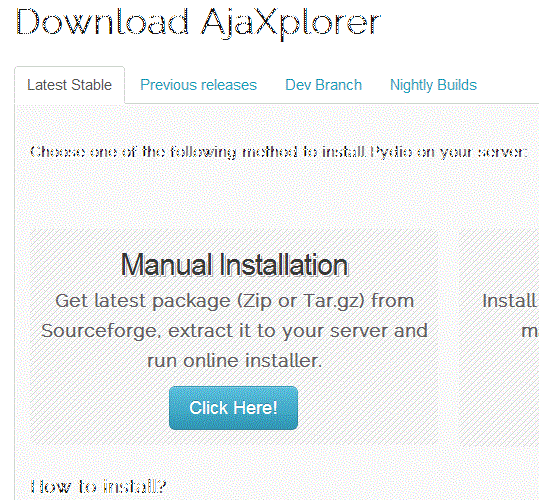 Download AjaXplorer
Latest Stable Previous releases Dev Branch Nightly Builds
Choose one of the following method to install Pydio on your server:
Manual Installation
Get latest package (Zip or Tar.gz) from
Sourceforge, extract it to your server and
run online installer.
Click Here!
Install
How to install?